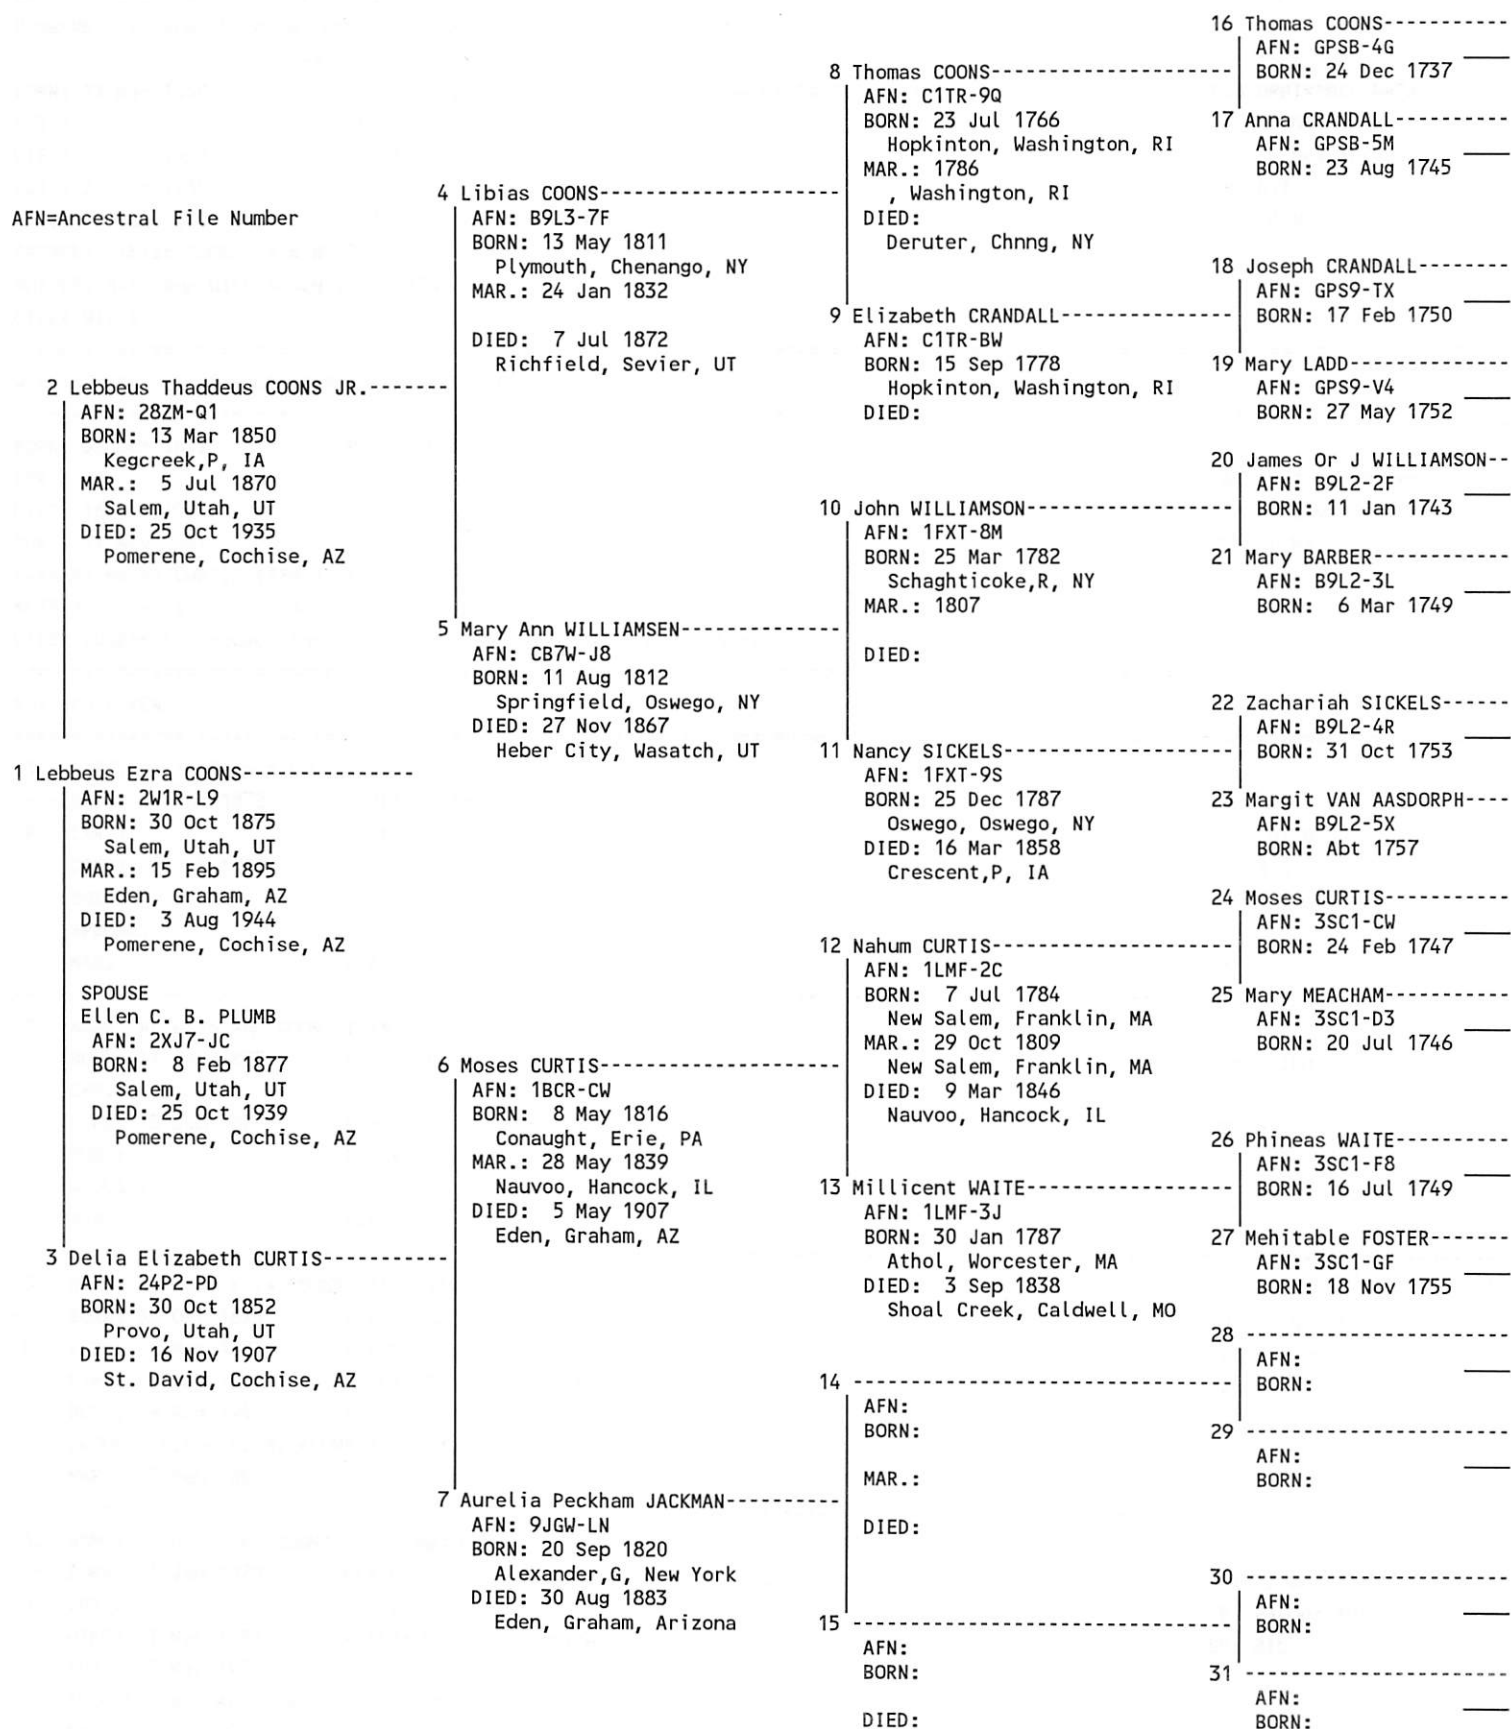 AFN=Ancestral File Number
1 Lebbeus Ezra COONS--------------
AFN: 2W1R-L9
BORN: 30 Oct 1875
Salem, Utah, UT
MAR.: 15 Feb 1895
Eden, Graham, AZ
DIED: 3 Aug 1944
Pomerene, Cochise, AZ
SPOUSE
Ellen C. B. PLUMB
AFN: 2XJ7-JC
BORN: 8 Feb 1877
Salem, Utah, UT
DIED: 25 Oct 1939
Pomerene, Cochise, AZ
2 Lebbeus Thaddeus COONS JR.-------
AFN: 28ZM-Q1
BORN: 13 Mar 1850
Kegcreek,P, IA
MAR.: 5 Jul 1870
Salem, Utah, UT
DIED: 25 Oct 1935
Pomerene, Cochise, AZ
3 Delia Elizabeth CURTIS-----------
AFN: 24P2-PD
BORN: 30 Oct 1852
Provo, Utah, UT
DIED: 16 Nov 1907
St. David, Cochise, AZ
4 Libias COONS---------------------
AFN: B9L3-7F
BORN: 13 May 1811
Plymouth, Chenango, NY
MAR.: 24 Jan 1832
DIED: 7 Jul 1872
Richfield, Sevier, UT
5 Mary Ann WILLIAMSEN--------------
AFN: CB7W-J8
BORN: 11 Aug 1812
Springfield, Oswego, NY
DIED: 27 Nov 1867
Heber City, Wasatch, UT
6 Moses CURTIS---------------------
AFN: 1BCR-CW
BORN: 8 May 1816
Conaught, Erie, PA
MAR.: 28 May 1839
Nauvoo, Hancock, IL
DIED: 5 May 1907
Eden, Graham, AZ
7 Aurelia Peckham JACKMAN----------
AFN: 9JGW-LN
BORN: 20 Sep 1820
Alexander,G, New York
DIED: 30 Aug 1883
Eden, Graham, Arizona
8 Thomas COONS---------------------
AFN: C1TR-9Q
BORN: 23 Jul 1766
Hopkinton, Washington, RI
MAR.: 1786
, Washington, RI
DIED:
Deruter, Chnng, NY
9 Elizabeth CRANDALL---------------
AFN: C1TR-BW
BORN: 15 Sep 1778
Hopkinton, Washington, RI
DIED:
10 John WILLIAMSON------------------
AFN: 1FXT-8M
BORN: 25 Mar 1782
Schaghticoke,R, NY
MAR.: 1807
DIED:
11 Nancy SICKELS--------------------
AFN: 1FXT-9S
BORN: 25 Dec 1787
Oswego, Oswego, NY
DIED: 16 Mar 1858
Crescent,P, IA
12 Nahum CURTIS---------------------
AFN: 1LMF-2C
BORN: 7 Jul 1784
New Salem, Franklin, MA
MAR.: 29 Oct 1809
New Salem, Franklin, MA
DIED: 9 Mar 1846
Nauvoo, Hancock, IL
13 Millicent WAITE------------------
AFN: 1LMF-3J
BORN: 30 Jan 1787
Athol, Worcester, MA
DIED: 3 Sep 1838
Shoal Creek, Caldwell, MO
14 ---------------------------------
AFN:
BORN:
MAR.:
DIED:
15 ---------------------------------
AFN:
BORN:
DIED:
16 Thomas COONS-----------
AFN: GPSB-4G
BORN: 24 Dec 1737
17 Anna CRANDALL----------
AFN: GPSB-5M
BORN: 23 Aug 1745
18 Joseph CRANDALL--------
AFN: GPS9-TX
BORN: 17 Feb 1750
19 Mary LADD--------------
AFN: GPS9-V4
BORN: 27 May 1752
20 James Or J WILLIAMSON--
AFN: B9L2-2F
BORN: 11 Jan 1743
21 Mary BARBER------------
AFN: B9L2-3L
BORN: 6 Mar 1749
22 Zachariah SICKELS------
AFN: B9L2-4R
BORN: 31 Oct 1753
23 Margit VAN AASDORPH----
AFN: B9L2-5X
BORN: Abt 1757
24 Moses CURTIS-----------
AFN: 3SC1-CW
BORN: 24 Feb 1747
25 Mary MEACHAM-----------
AFN: 3SC1-D3
BORN: 20 Jul 1746
26 Phineas WAITE----------
AFN: 3SC1-F8
BORN: 16 Jul 1749
27 Mehitable FOSTER-------
AFN: 3SC1-GF
BORN: 18 Nov 1755
28 -----------------------
AFN:
BORN:
29 -----------------------
AFN:
BORN:
30 -----------------------
AFN:
BORN:
31 -----------------------
AFN:
BORN: